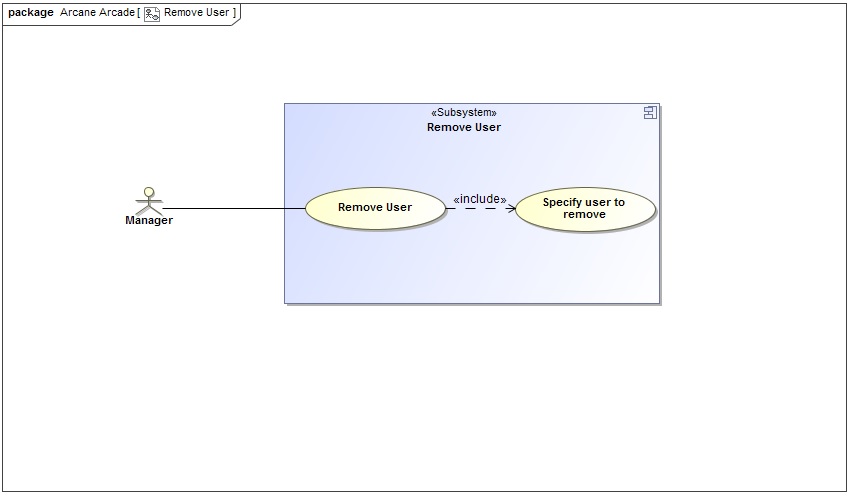 package Arcane Arcade [ Remove User ]
«Subsystem»
Remove User
Manager
Remove User
«include»
Specify user to
remove